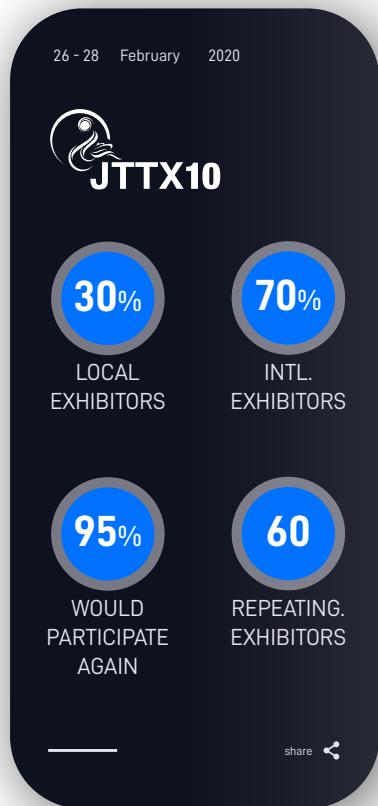 26 - 28 February 2020
JTTX10
30% 70%
LOCAL
EXHIBITORS
INTL.
EXHIBITORS
95% 60
WOULD
PARTICIPATE
AGAIN
REPEATING.
EXHIBITORS
share